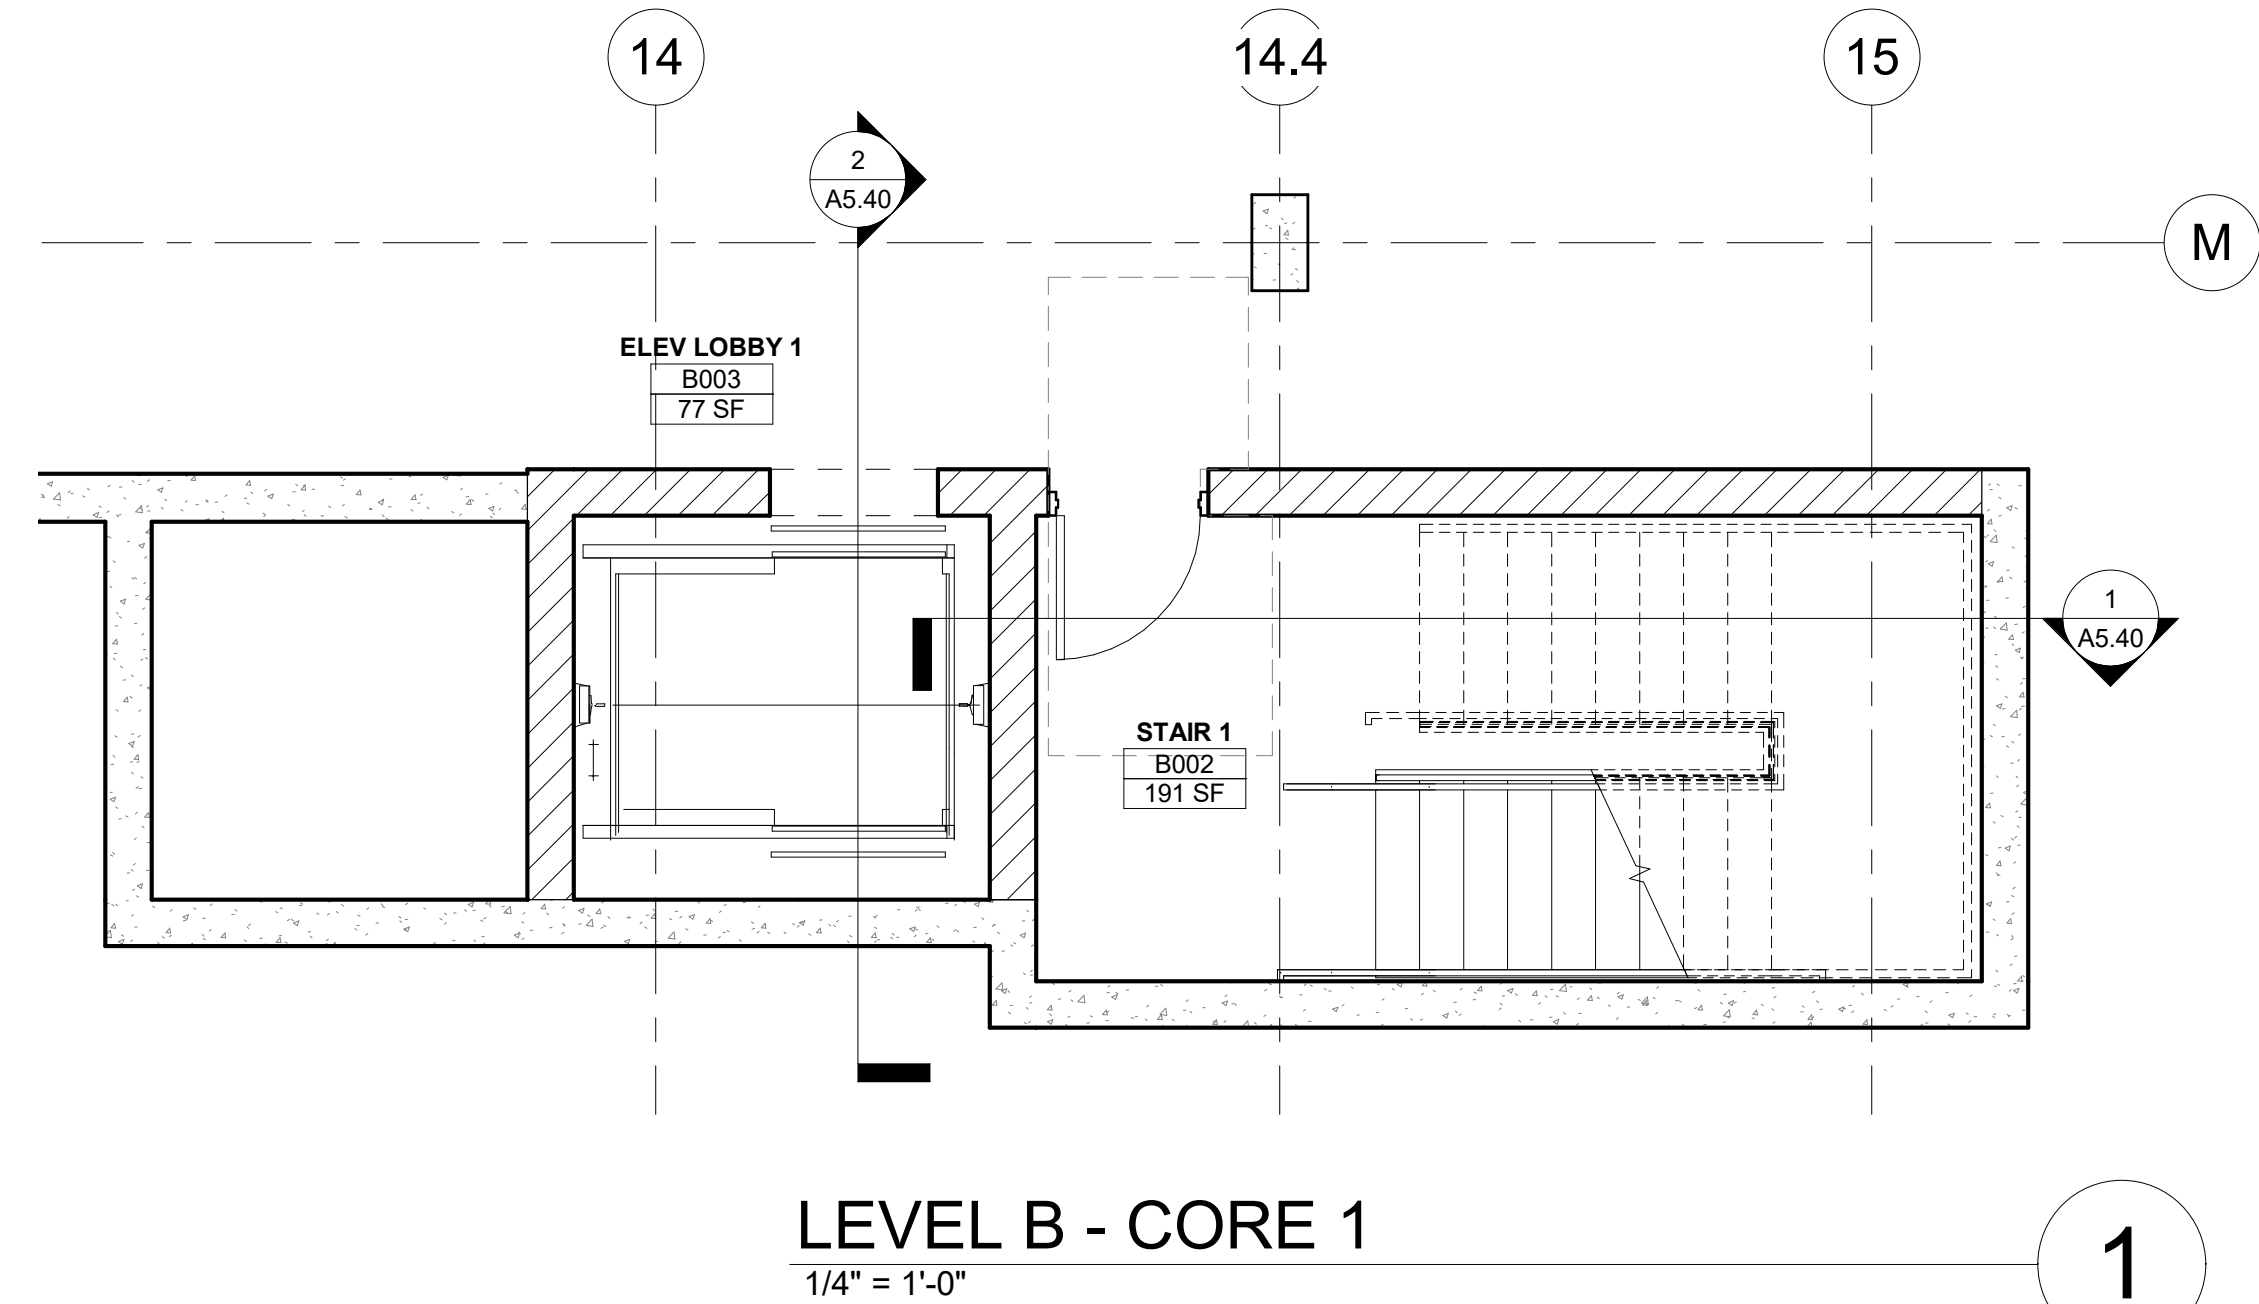 14
14.4
15
2
A5.40
M
ELEV LOBBY 1
B003
77 SF
1
A5.40
STAIR 1
B002
191 SF
LEVEL B - CORE 1
1/4" = 1'-0"
1